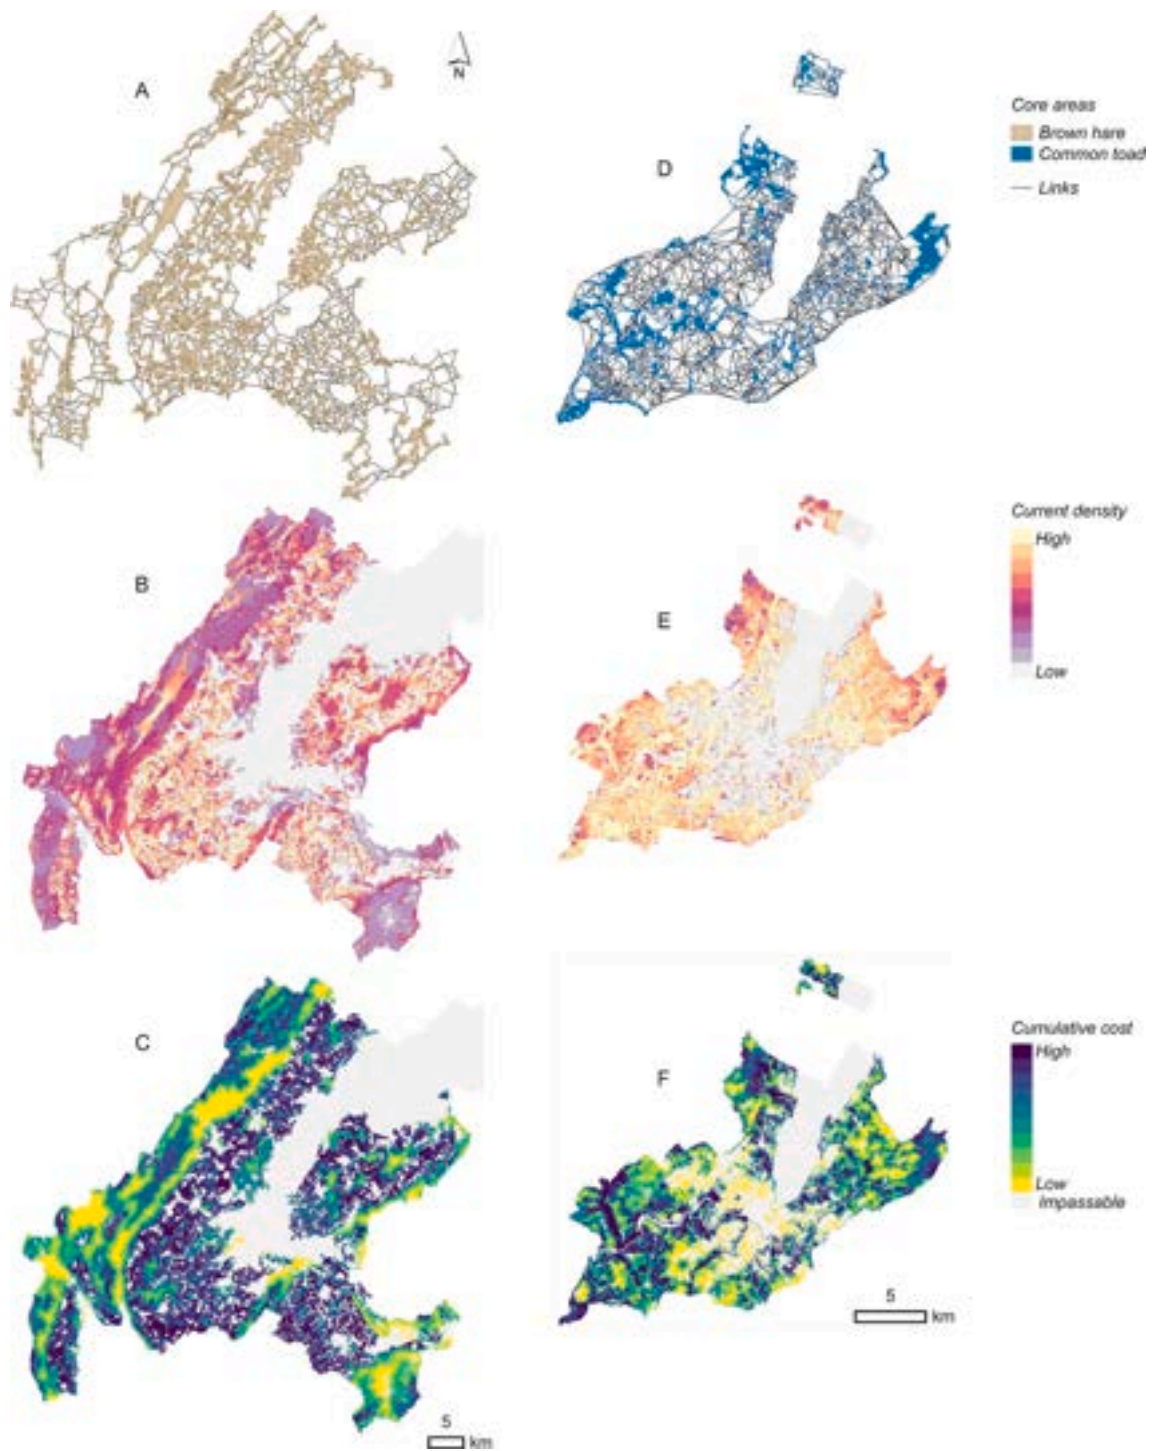 A
N
D
Core areas
Brown hare
Common toad
Links
B
E
Current density
High
Low
C
F
Cumulative cost
High
Low
Impassable
5
km
5
km